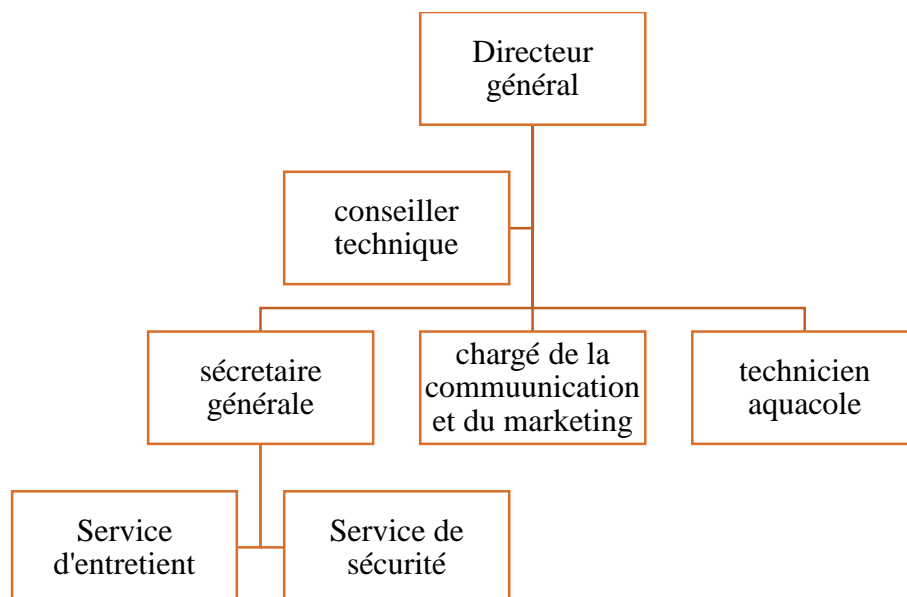 Directeur
général
conseiller
technique
sécretaire
générale
chargé de la
commuunication
et du marketing
technicien
aquacole
Service
d'entretient
Service de
sécurité